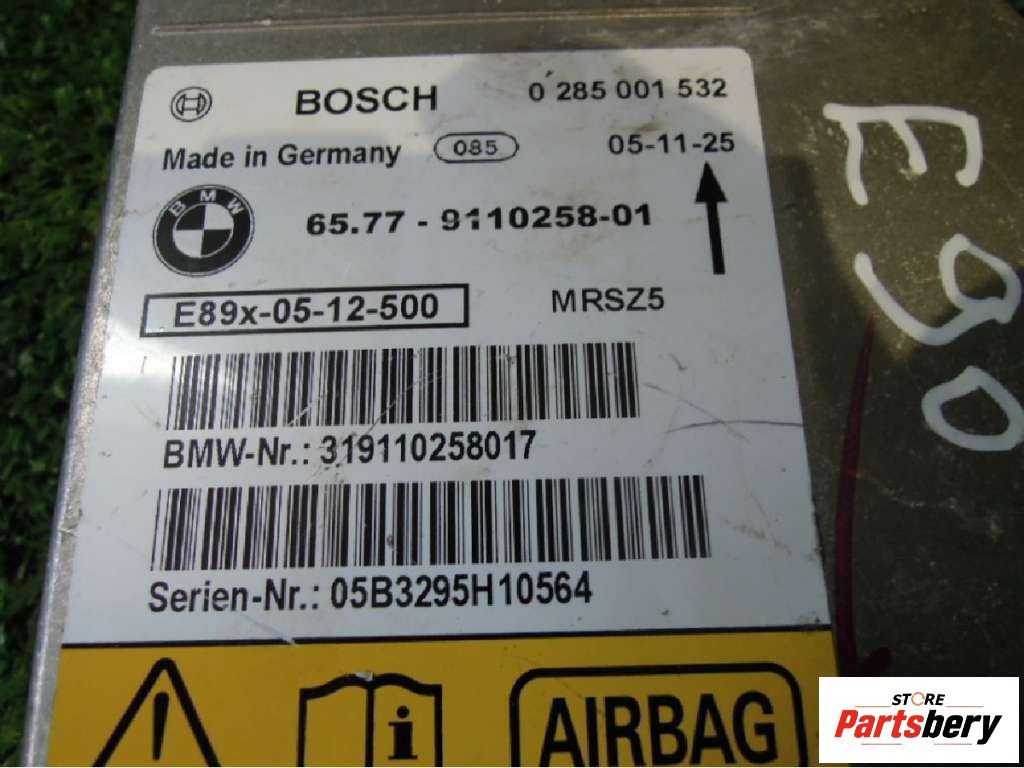 BOSCH 0 285 001 532
Made in Germany 085 05-11-25
BMW 65.77 - 9110258-01
E89x-05-12-500 MRSZ5
BMW-Nr.: 319110258017
Serien-Nr.: 05B3295H10564
i AIRBAG
E90
STORE
Partsbery